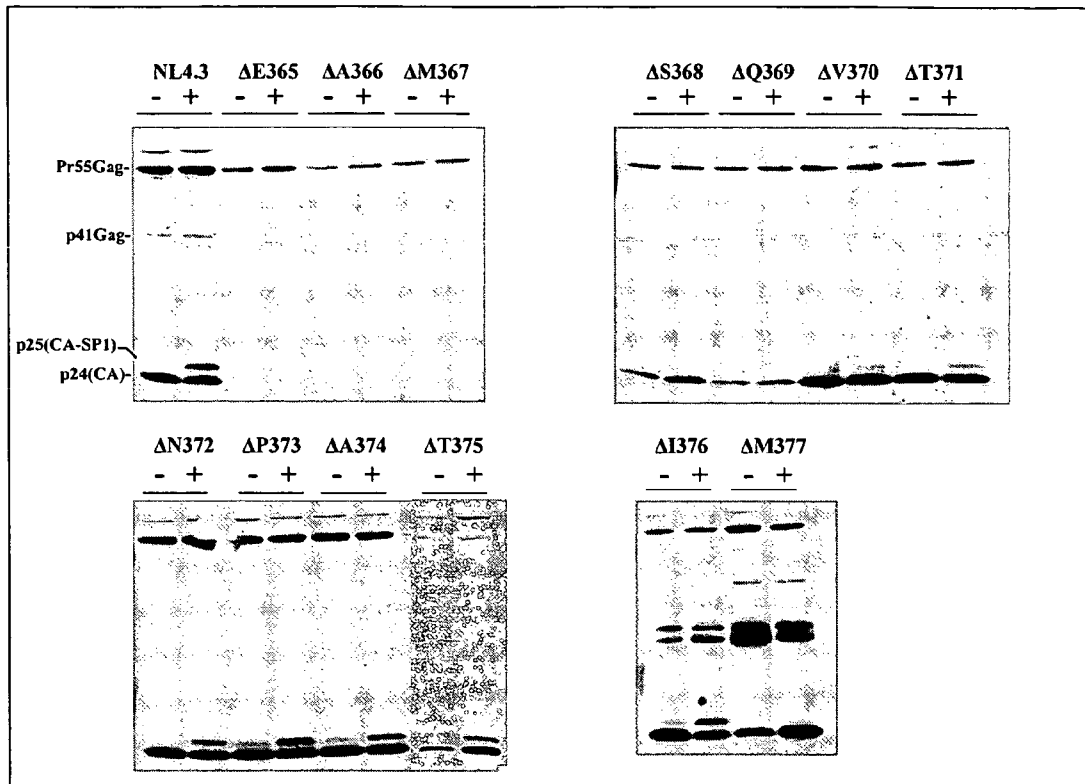 NL4.3 ΔE365 ΔA366 ΔM367
- + - + - + - +
ΔS368 ΔQ369 ΔV370 ΔT371
- + - + - + - +
Pr55Gag-
p41Gag-
p25(CA-SP1)
p24(CA)-
ΔN372 ΔP373 ΔA374 ΔT375
- + - + - + - +
ΔI376 ΔM377
- + - +